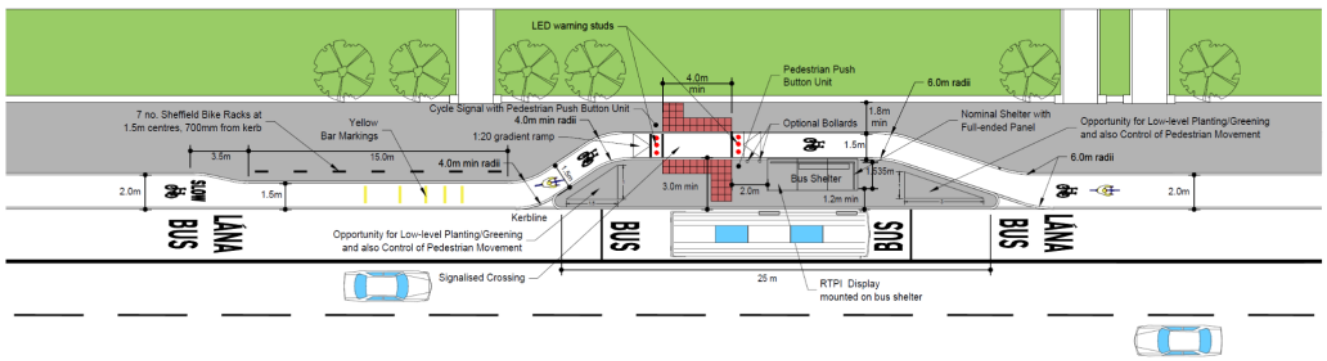 LED warning studs
4.0m
min
Pedestrian Push
Button Unit
6.0m radii
7 no. Sheffield Bike Racks at
1.5m centres, 700mm from kerb
Yellow
Bar Markings
Cycle Signal with Pedestrian Push Button Unit
4.0m min radii
1:20 gradient ramp
Optional Bollards
1.8m
min
Nominal Shelter with
Full-ended Panel
Opportunity for Low-level Planting/Greening
and also Control of Pedestrian Movement
3.5m
15.0m
4.0m min radii
1.5m
1.5m
6.0m radii
2.0m
SLOW
1.5m
3.0m min
2.0m
Bus Shelter
1.535m
1.2m min
2.0m
Kerbline
LÁNA
BUS
Opportunity for Low-level Planting/Greening
and also Control of Pedestrian Movement
BUS
BUS
LÁNA
BUS
Signalised Crossing
25 m
RTPI Display
mounted on bus shelter